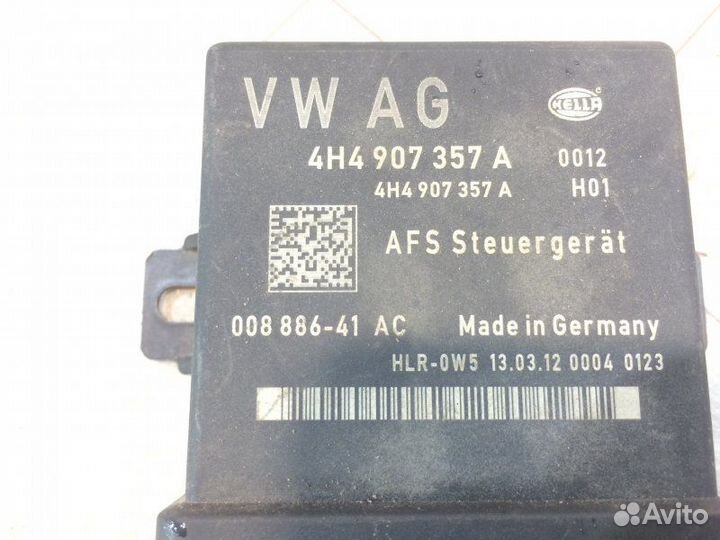 VW AG
HELLA
4H4 907 357 A 0012
4H4 907 357 A H01
AFS Steuergerät
008 886-41 AC Made in Germany
HLR-0W5 13.03.12 0004 0123
Avito